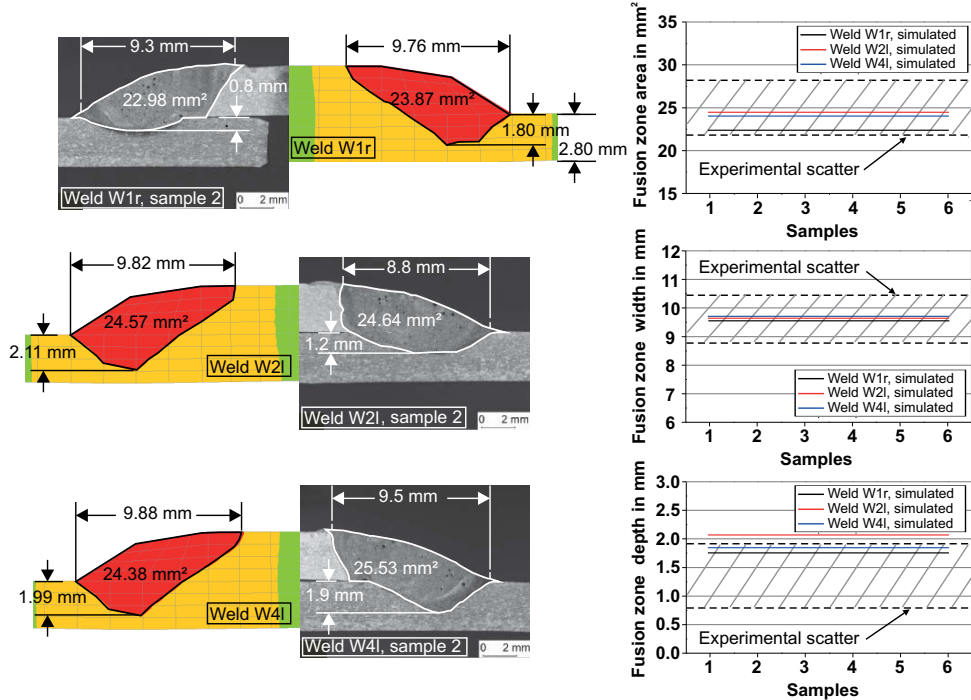 9.3 mm
22.98 mm²
0.8 mm
Weld W1r, sample 2
0 2 mm
9.76 mm
23.87 mm²
1.80 mm
2.80 mm
Weld W1r
9.82 mm
24.57 mm²
2.11 mm
Weld W2l
8.8 mm
24.64 mm²
1.2 mm
Weld W2l, sample 2
0 2 mm
9.88 mm
24.38 mm²
1.99 mm
Weld W4l
9.5 mm
25.53 mm²
1.9 mm
Weld W4l, sample 2
0 2 mm
Fusion zone area in mm²
40
35
30
25
20
15
Weld W1r, simulated
Weld W2l, simulated
Weld W4l, simulated
Experimental scatter
1 2 3 4 5 6
Samples
Fusion zone width in mm
12
11
10
9
8
7
6
Experimental scatter
Weld W1r, simulated
Weld W2l, simulated
Weld W4l, simulated
1 2 3 4 5 6
Samples
Fusion zone depth in mm
3.0
2.5
2.0
1.5
1.0
0.5
0.0
Weld W1r, simulated
Weld W2l, simulated
Weld W4l, simulated
Experimental scatter
1 2 3 4 5 6
Samples